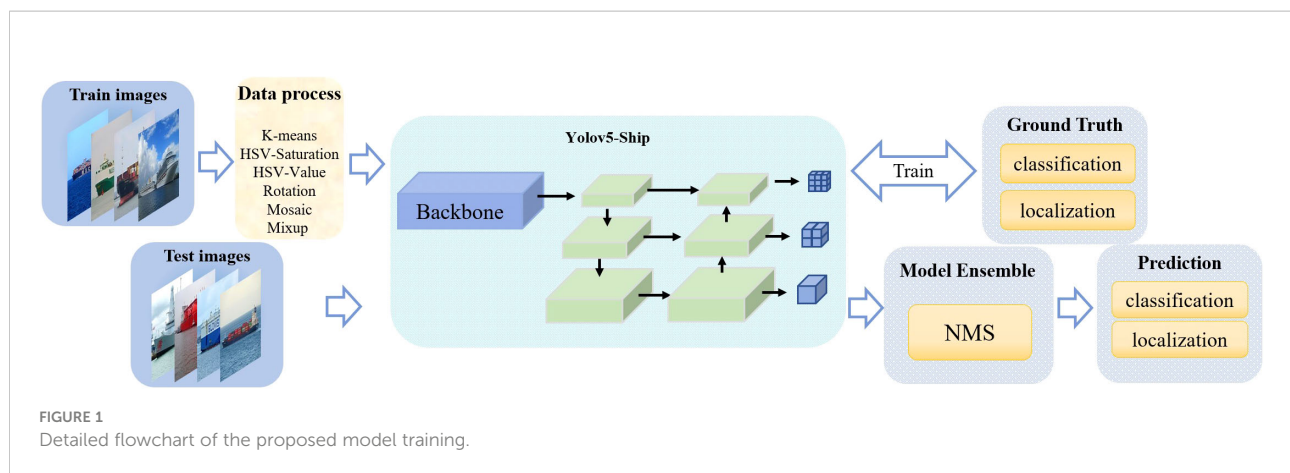 Train images
Data process
K-means
HSV-Saturation
HSV-Value
Rotation
Mosaic
Mixup
Test images
Yolov5-Ship
Backbone
Train
Ground Truth
classification
localization
Model Ensemble
NMS
Prediction
classification
localization
FIGURE 1
Detailed flowchart of the proposed model training.